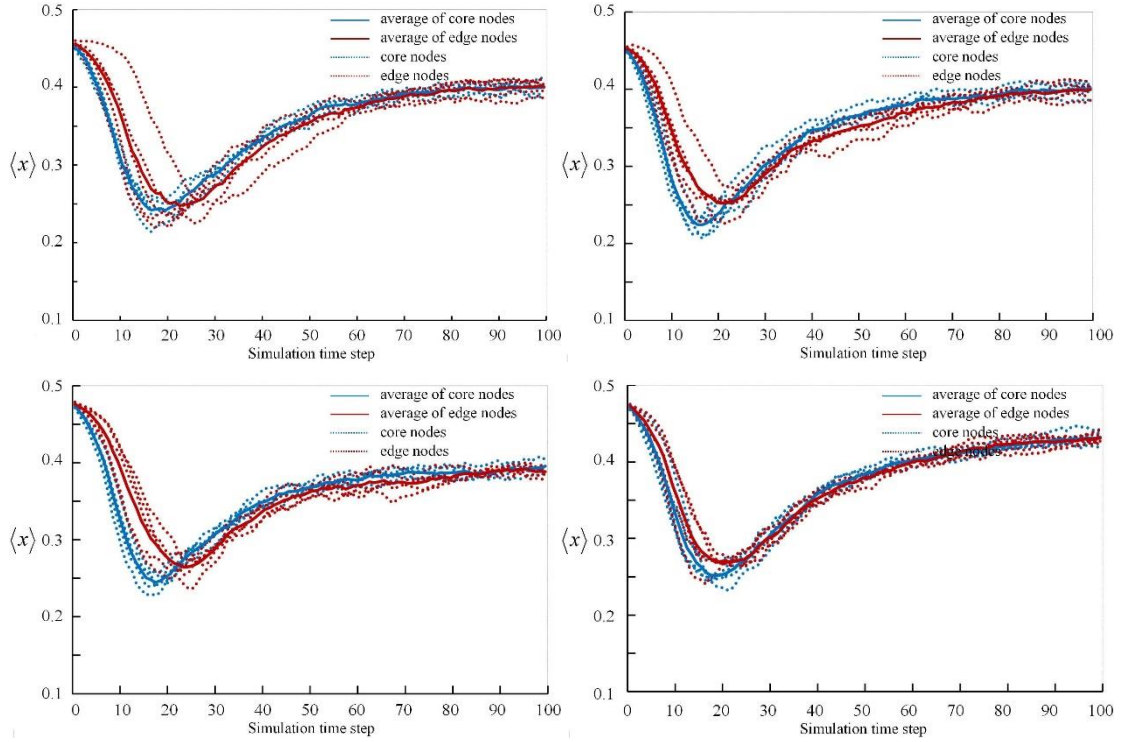 0.5
average of core nodes
average of edge nodes
core nodes
edge nodes
0.4
⟨x⟩
0.3
0.2
0.1
0 10 20 30 40 50 60 70 80 90 100
Simulation time step
0.5
average of core nodes
average of edge nodes
core nodes
edge nodes
0.4
⟨x⟩
0.3
0.2
0.1
0 10 20 30 40 50 60 70 80 90 100
Simulation time step
0.5
average of core nodes
average of edge nodes
core nodes
edge nodes
0.4
⟨x⟩
0.3
0.2
0.1
0 10 20 30 40 50 60 70 80 90 100
Simulation time step
0.5
average of core nodes
average of edge nodes
core nodes
edge nodes
0.4
⟨x⟩
0.3
0.2
0.1
0 10 20 30 40 50 60 70 80 90 100
Simulation time step